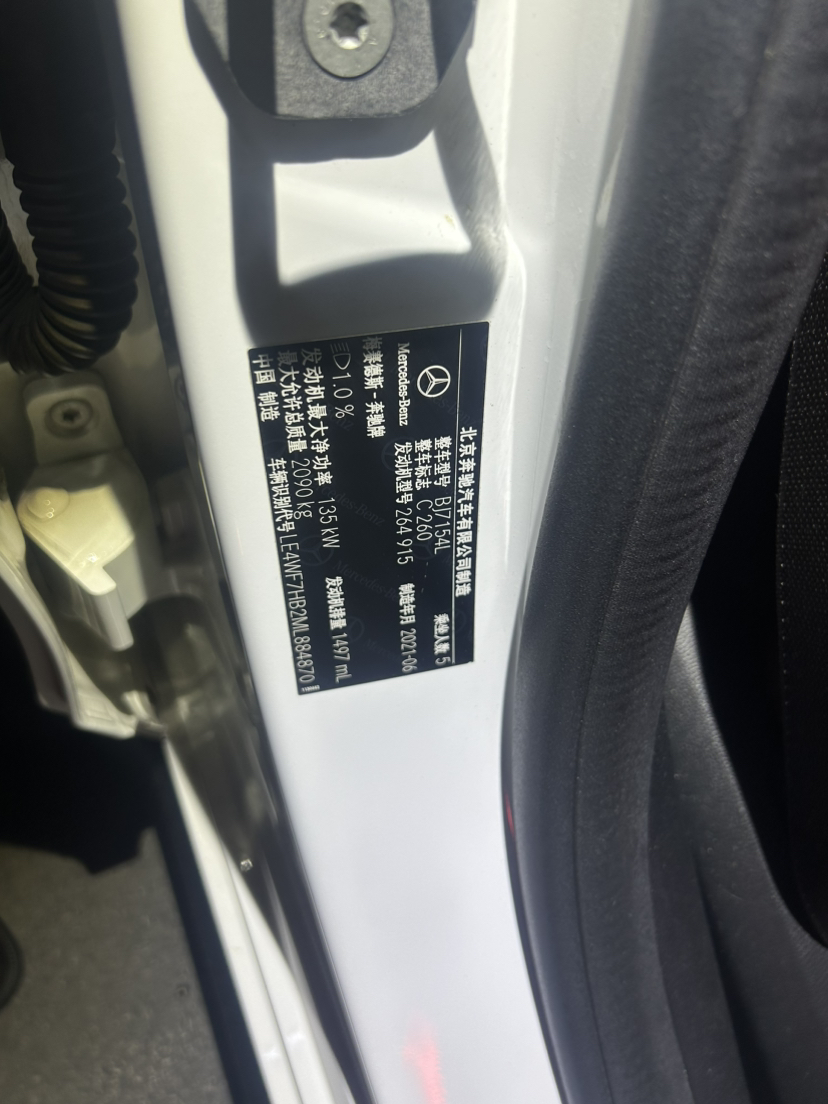 北京奔驰汽车有限公司制造
Mercedes-Benz
梅赛德斯-奔驰牌
整车型号 BJ7154L 乘坐人数 5
整车标志 C 260
发动机型号 264 915 制造年月 2021-06
1.0 %
发动机最大净功率 135 kW 发动机排量 1497 mL
最大允许总质量 2090 kg
中国 制造 车辆识别代号 LE4WF7HB2ML884870